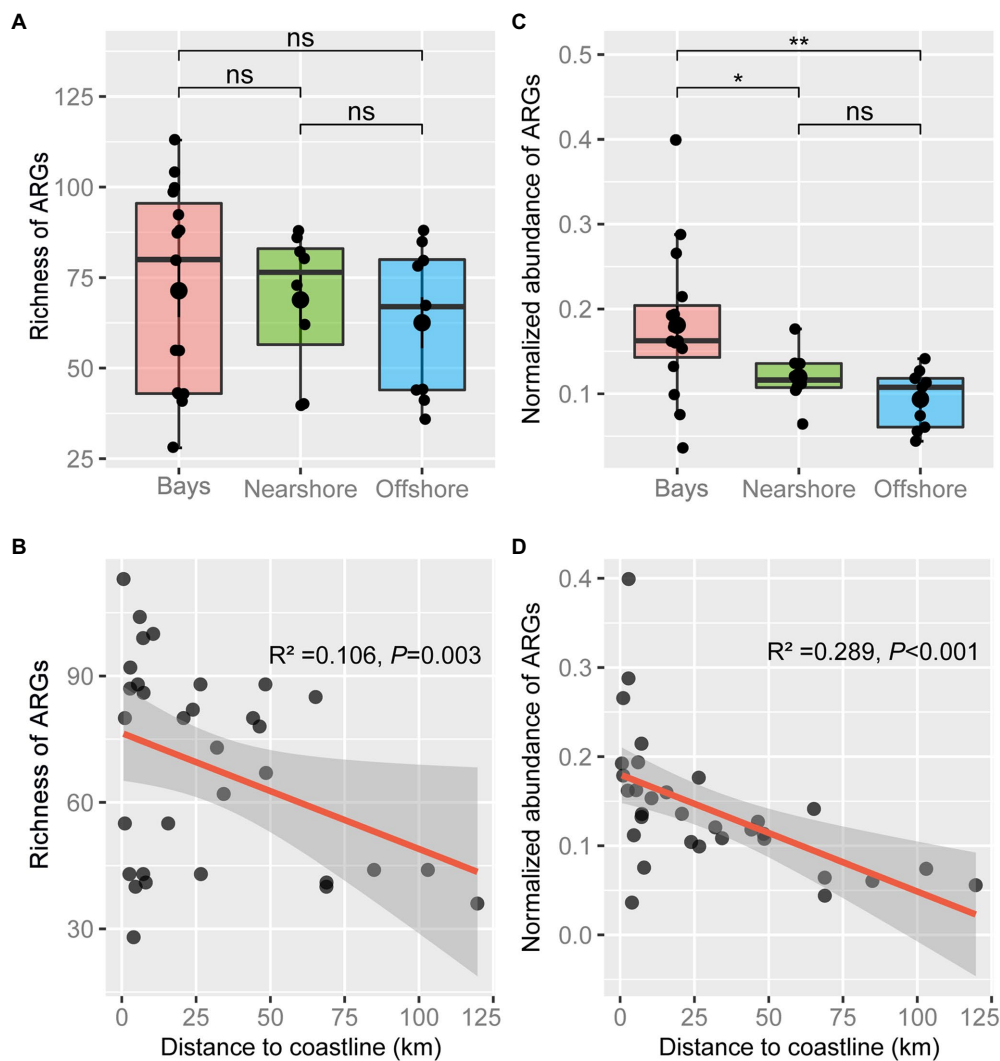 A
Richness of ARGs
125
100
75
50
25
ns
ns
ns
Bays
Nearshore
Offshore
C
Normalized abundance of ARGs
0.5
0.4
0.3
0.2
0.1
**
*
ns
Bays
Nearshore
Offshore
B
Richness of ARGs
90
60
30
R² =0.106, P=0.003
0
25
50
75
100
125
Distance to coastline (km)
D
Normalized abundance of ARGs
0.4
0.3
0.2
0.1
0.0
R² =0.289, P<0.001
0
25
50
75
100
125
Distance to coastline (km)